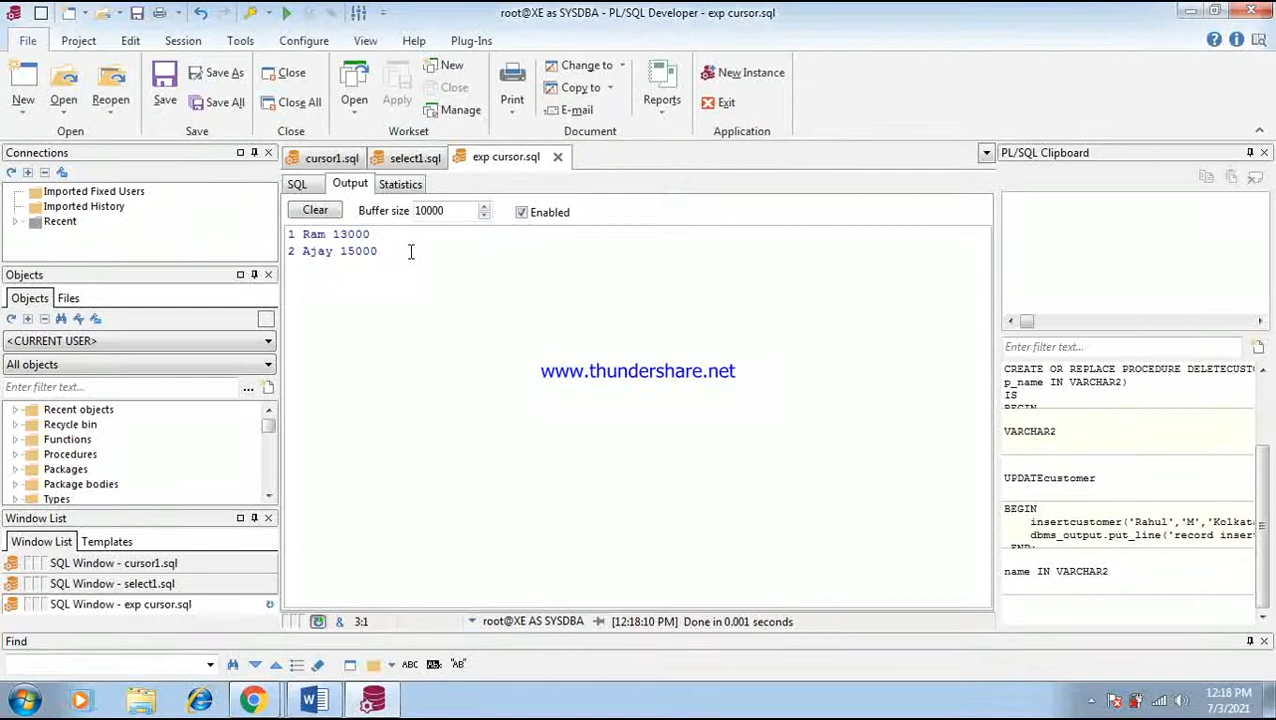 root@XE as SYSDBA - PL/SQL Developer - exp cursor.sql
File Project Edit Session Tools Configure View Help Plug-Ins
New Open Reopen Save Save As Save All Close Close All Open Apply New Close Manage Print Change to Copy to E-mail Reports New Instance Exit
Open Save Close Workset Document Application
Connections
Imported Fixed Users
Imported History
Recent
Objects
Objects Files
<CURRENT USER>
All objects
Enter filter text...
Recent objects
Recycle bin
Functions
Procedures
Packages
Package bodies
Types
Window List
Window List Templates
SQL Window - cursor1.sql
SQL Window - select1.sql
SQL Window - exp cursor.sql
cursor1.sql select1.sql exp cursor.sql
SQL Output Statistics
Clear Buffer size 10000 Enabled
1 Ram 13000
2 Ajay 15000
www.thundershare.net
& 3:1 root@XE AS SYSDBA [12:18:10 PM] Done in 0.001 seconds
PL/SQL Clipboard
Enter filter text...
CREATE OR REPLACE PROCEDURE DELETECUST
p_name IN VARCHAR2)
IS
BEGIN
VARCHAR2
UPDATEcustomer
BEGIN
insertcustomer('Rahul','M','Kolkata
dbms_output.put_line('record inser
END;
name IN VARCHAR2
Find
ABC "AB"
12:18 PM
7/3/2021